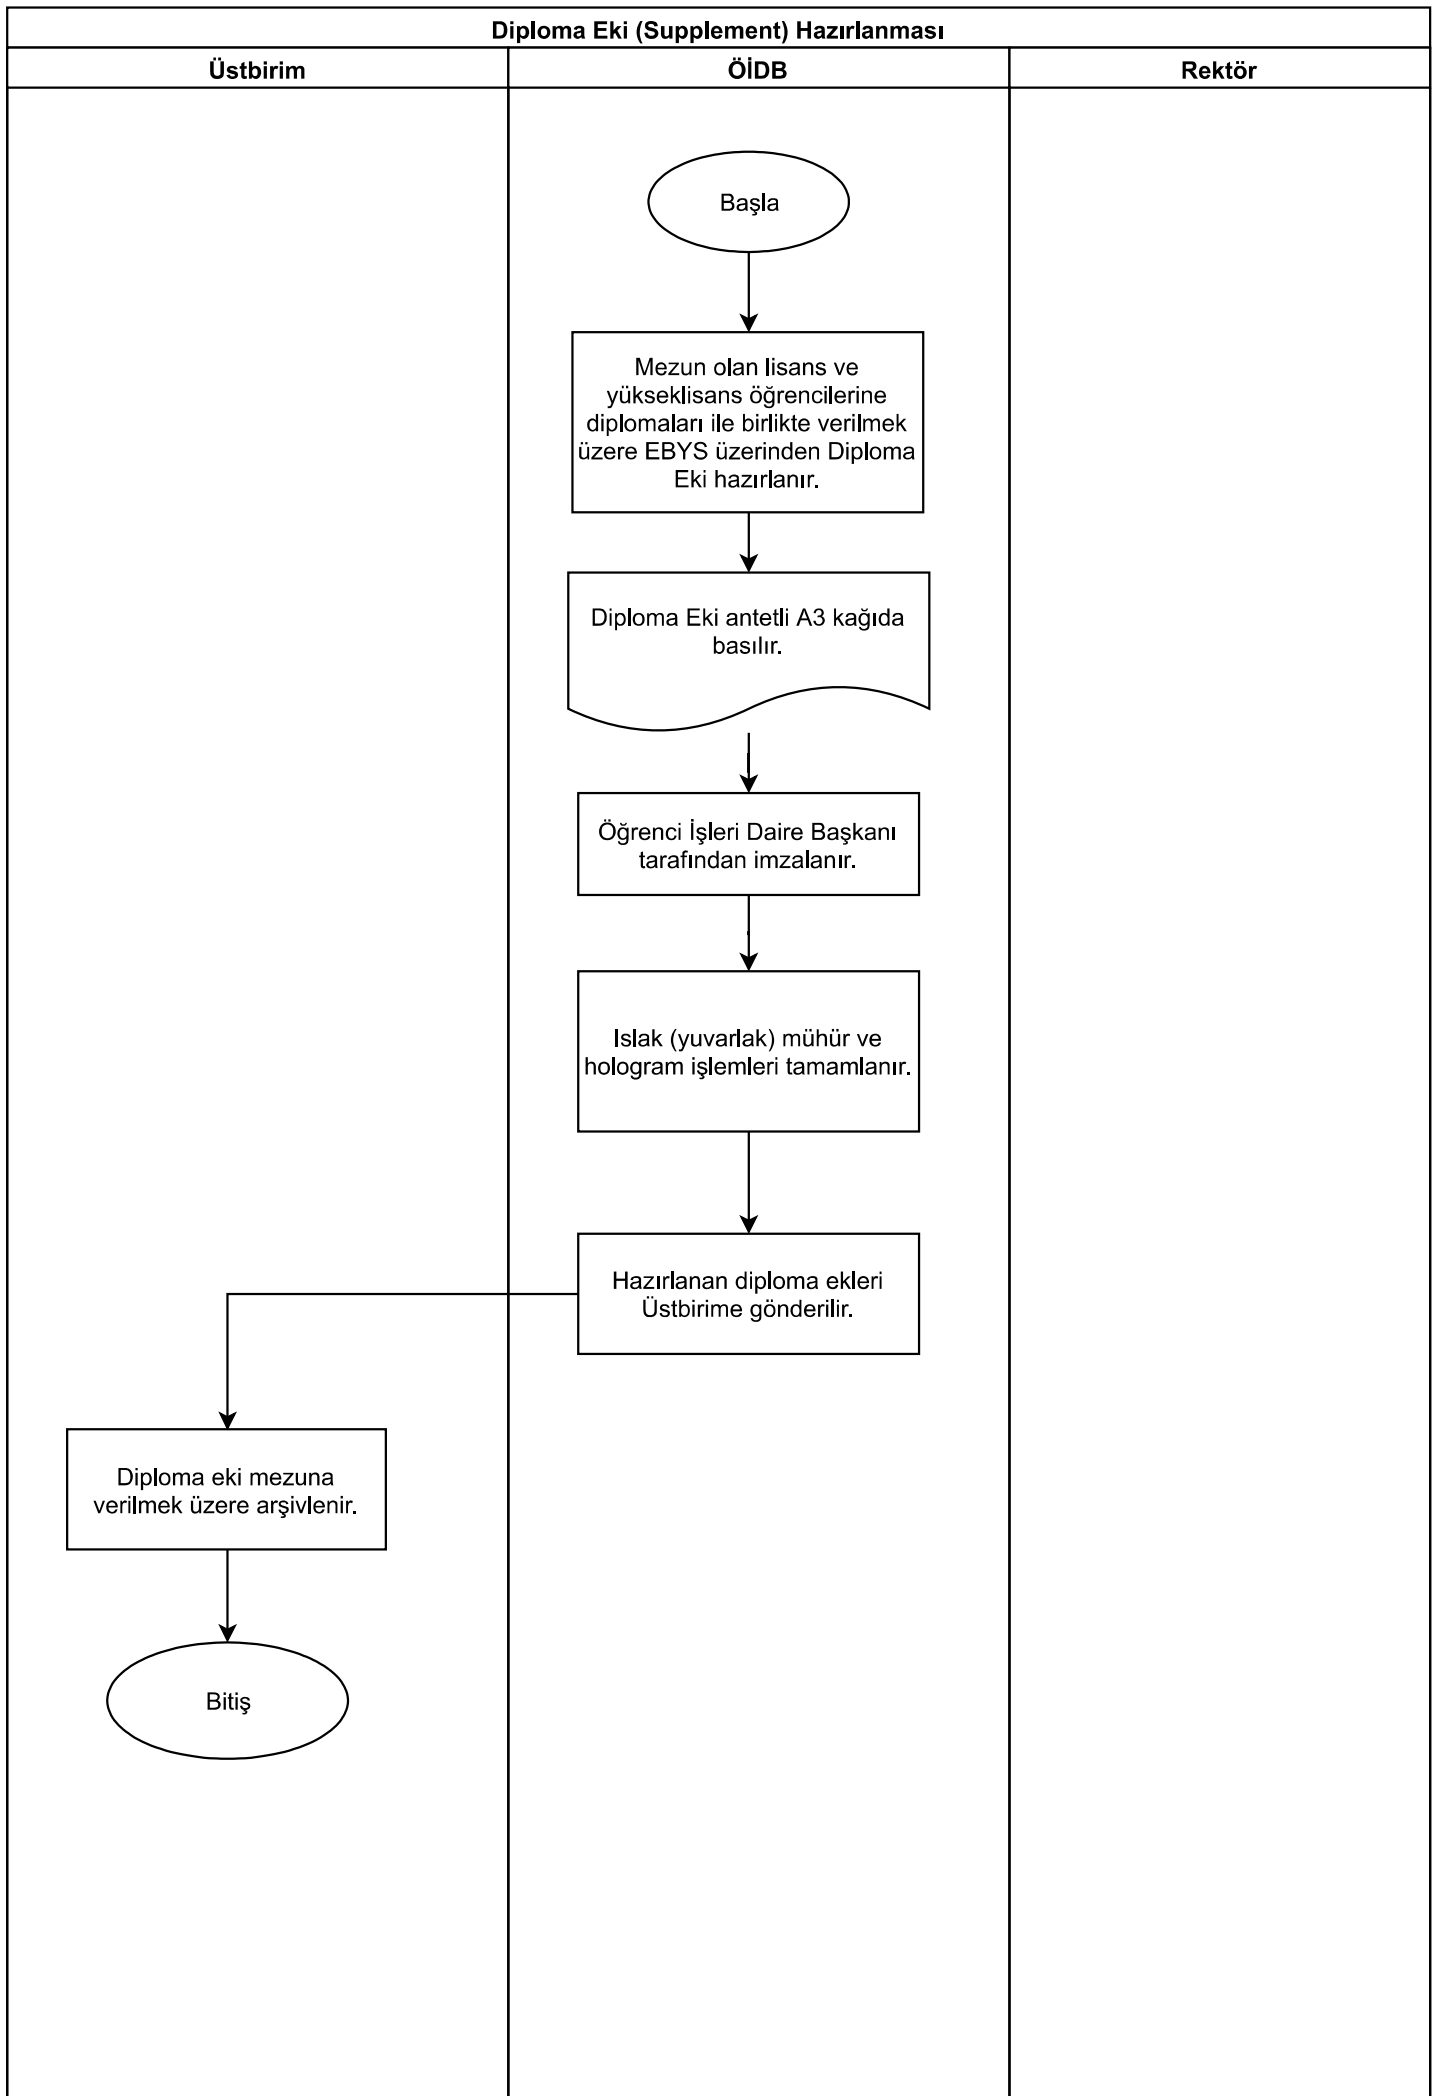 Diploma Eki (Supplement) Hazırlanması
Üstbirim
ÖİDB
Rektör
Başla
Mezun olan lisans ve
yükseklisans öğrencilerine
diplomaları ile birlikte verilmek
üzere EBYS üzerinden Diploma
Eki hazırlanır.
Diploma Eki antetli A3 kağıda
basılır.
Öğrenci İşleri Daire Başkanı
tarafından imzalanır.
Islak (yuvarlak) mühür ve
hologram işlemleri tamamlanır.
Hazırlanan diploma ekleri
Üstbirime gönderilir.
Diploma eki mezuna
verilmek üzere arşivlenir.
Bitiş